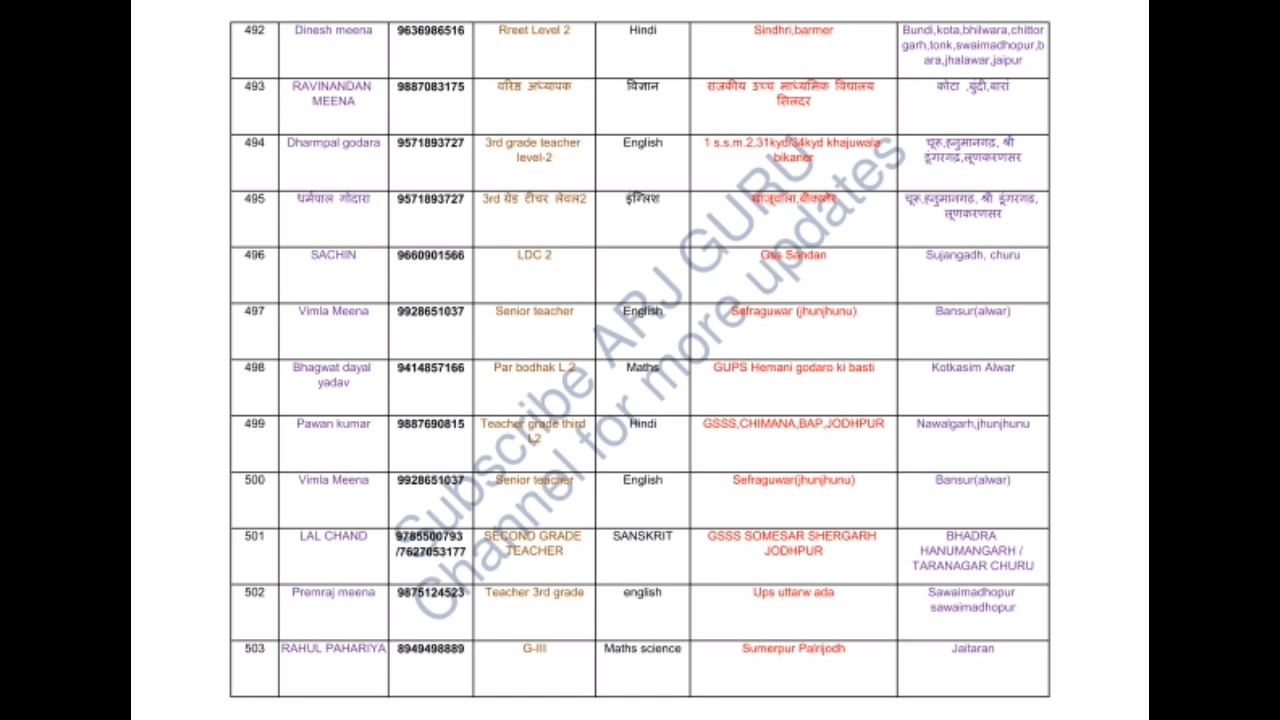 492 Dinesh meena 9636986516 Rreet Level 2 Hindi Sindhri,barmer Bundi,kota,bhilwara,chittor
garh,tonk,swaimadhopur,b
ara,jhalawar,jaipur
493 RAVINANDAN 9887083175 वरिष्ठ अध्यापक विज्ञान राजकीय उच्च माध्यमिक विद्यालय कोटा ,बुंदी,बारां
MEENA सिलदर
494 Dharmpal godara 9571893727 3rd grade teacher English 1 s.s.m.2,31kyd/34kyd khajuwala चूरू,हनुमानगढ़, श्री
level-2 bikaner डूंगरगढ़,लूणकरणसर
495 धर्मपाल गोदारा 9571893727 3rd ग्रेड टीचर लेवल2 इंग्लिश खाजूवाला,बीकानेर चूरू,हनुमानगढ़, श्री डूंगरगढ़,
लूणकरणसर
496 SACHIN 9660901566 LDC 2 Gss Sandan Sujangadh, churu
497 Vimla Meena 9928651037 Senior teacher English Sefraguwar (jhunjhunu) Bansur(alwar)
498 Bhagwat dayal 9414857166 Par bodhak L 2 Maths GUPS Hemani godaro ki basti Kotkasim Alwar
yadav
499 Pawan kumar 9887690815 Teacher grade third Hindi GSSS,CHIMANA,BAP,JODHPUR Nawalgarh,jhunjhunu
L2
500 Vimla Meena 9928651037 Senior teacher English Sefraguwar(jhunjhunu) Bansur(alwar)
501 LAL CHAND 9785500793 SECOND GRADE SANSKRIT GSSS SOMESAR SHERGARH BHADRA
/7627053177 TEACHER JODHPUR HANUMANGARH /
TARANAGAR CHURU
502 Premraj meena 9875124523 Teacher 3rd grade english Ups uttarw ada Sawaimadhopur
sawaimadhopur
503 RAHUL PAHARIYA 8949498889 G-III Maths science Sumerpur Palrijodh Jaitaran
Subscribe ARJ GURU
Channel for more updates